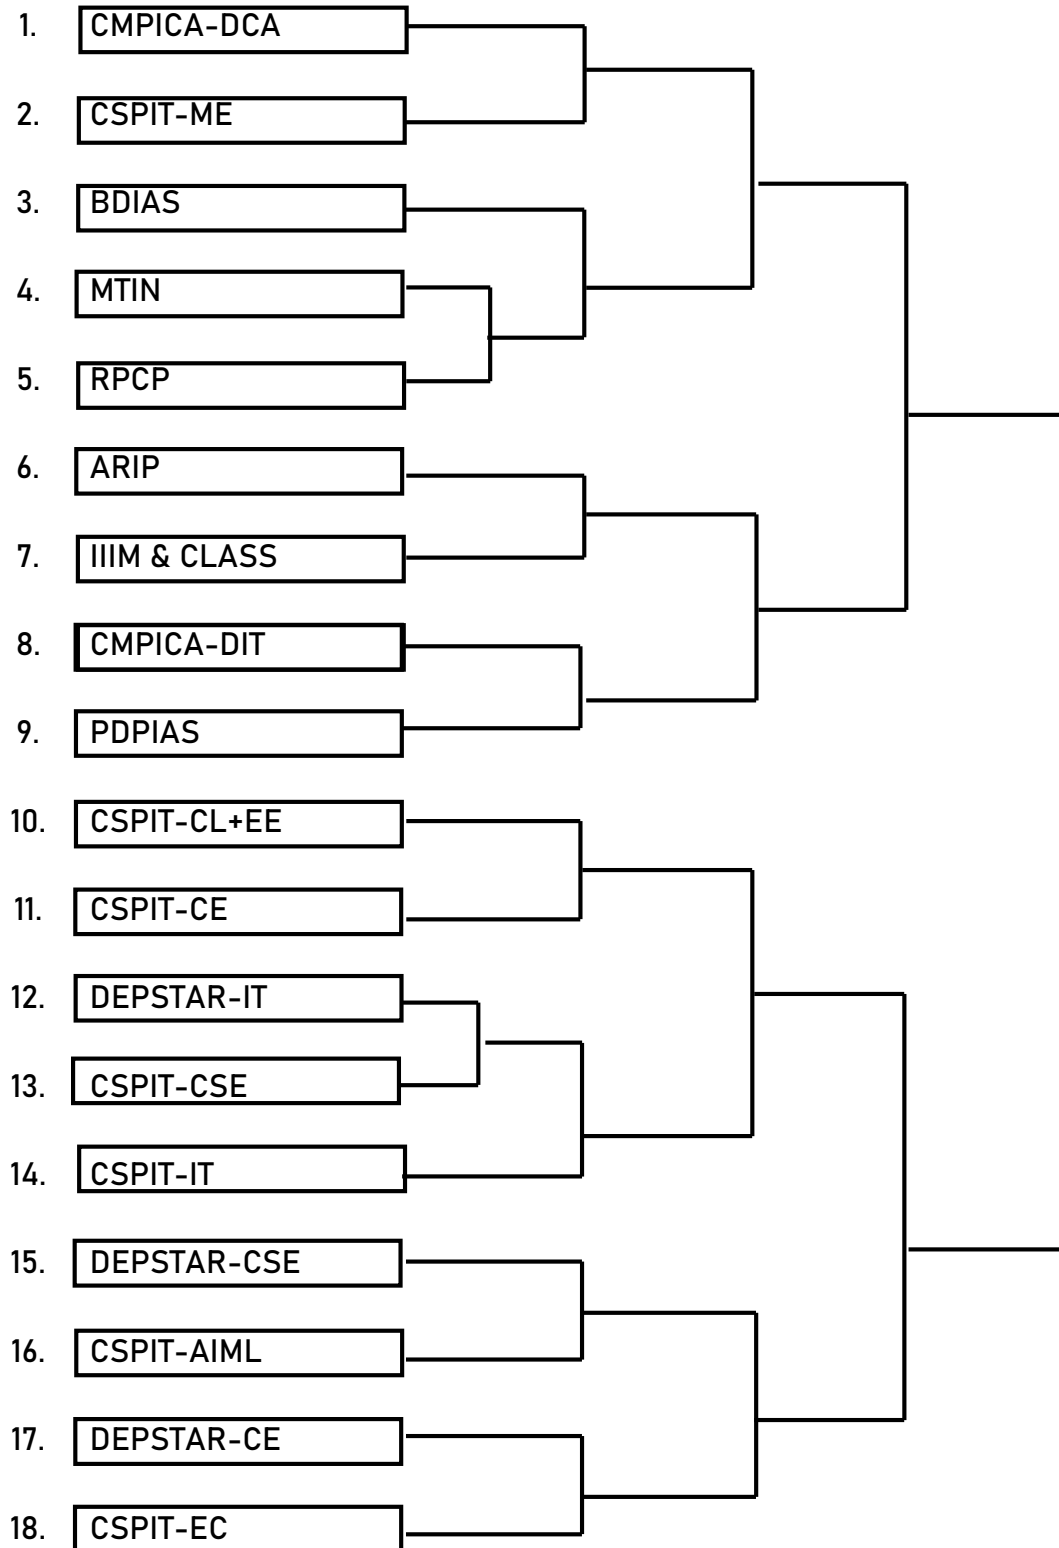 1. CMPICA-DCA
2. CSPIT-ME
3. BDIAS
4. MTIN
5. RPCP
6. ARIP
7. IIIM & CLASS
8. CMPICA-DIT
9. PDPIAS
10. CSPIT-CL+EE
11. CSPIT-CE
12. DEPSTAR-IT
13. CSPIT-CSE
14. CSPIT-IT
15. DEPSTAR-CSE
16. CSPIT-AIML
17. DEPSTAR-CE
18. CSPIT-EC